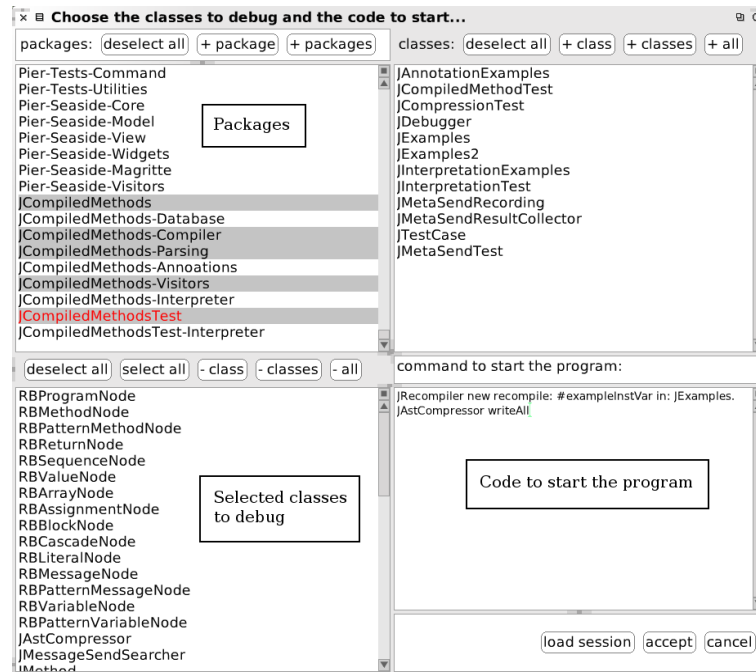 Choose the classes to debug and the code to start...
packages: deselect all + package + packages
classes: deselect all + class + classes + all
Pier-Tests-Command
Pier-Tests-Utilities
Pier-Seaside-Core
Pier-Seaside-Model
Pier-Seaside-View
Pier-Seaside-Widgets
Pier-Seaside-Magritte
Pier-Seaside-Visitors
JCompiledMethods
JCompiledMethods-Database
JCompiledMethods-Compiler
JCompiledMethods-Parsing
JCompiledMethods-Annoations
JCompiledMethods-Visitors
JCompiledMethods-Interpreter
JCompiledMethodsTest
JCompiledMethodsTest-Interpreter
Packages
JAnnotationExamples
JCompiledMethodTest
JCompressionTest
JDebugger
JExamples
JExamples2
JInterpretationExamples
JInterpretationTest
JMetaSendRecording
JMetaSendResultCollector
JTestCase
JMetaSendTest
deselect all select all - class - classes - all
RBProgramNode
RBMethodNode
RBPatternMethodNode
RBReturnNode
RBSequenceNode
RBValueNode
RBArrayNode
RBAssignmentNode
RBBlockNode
RBCascadeNode
RBLiteralNode
RBMessageNode
RBPatternMessageNode
RBVariableNode
RBPatternVariableNode
JAstCompressor
JMessageSendSearcher
JMethod
Selected classes
to debug
command to start the program:
JRecompiler new recompile: #exampleInstVar in: JExamples.
JAstCompressor writeAll
Code to start the program
load session accept cancel